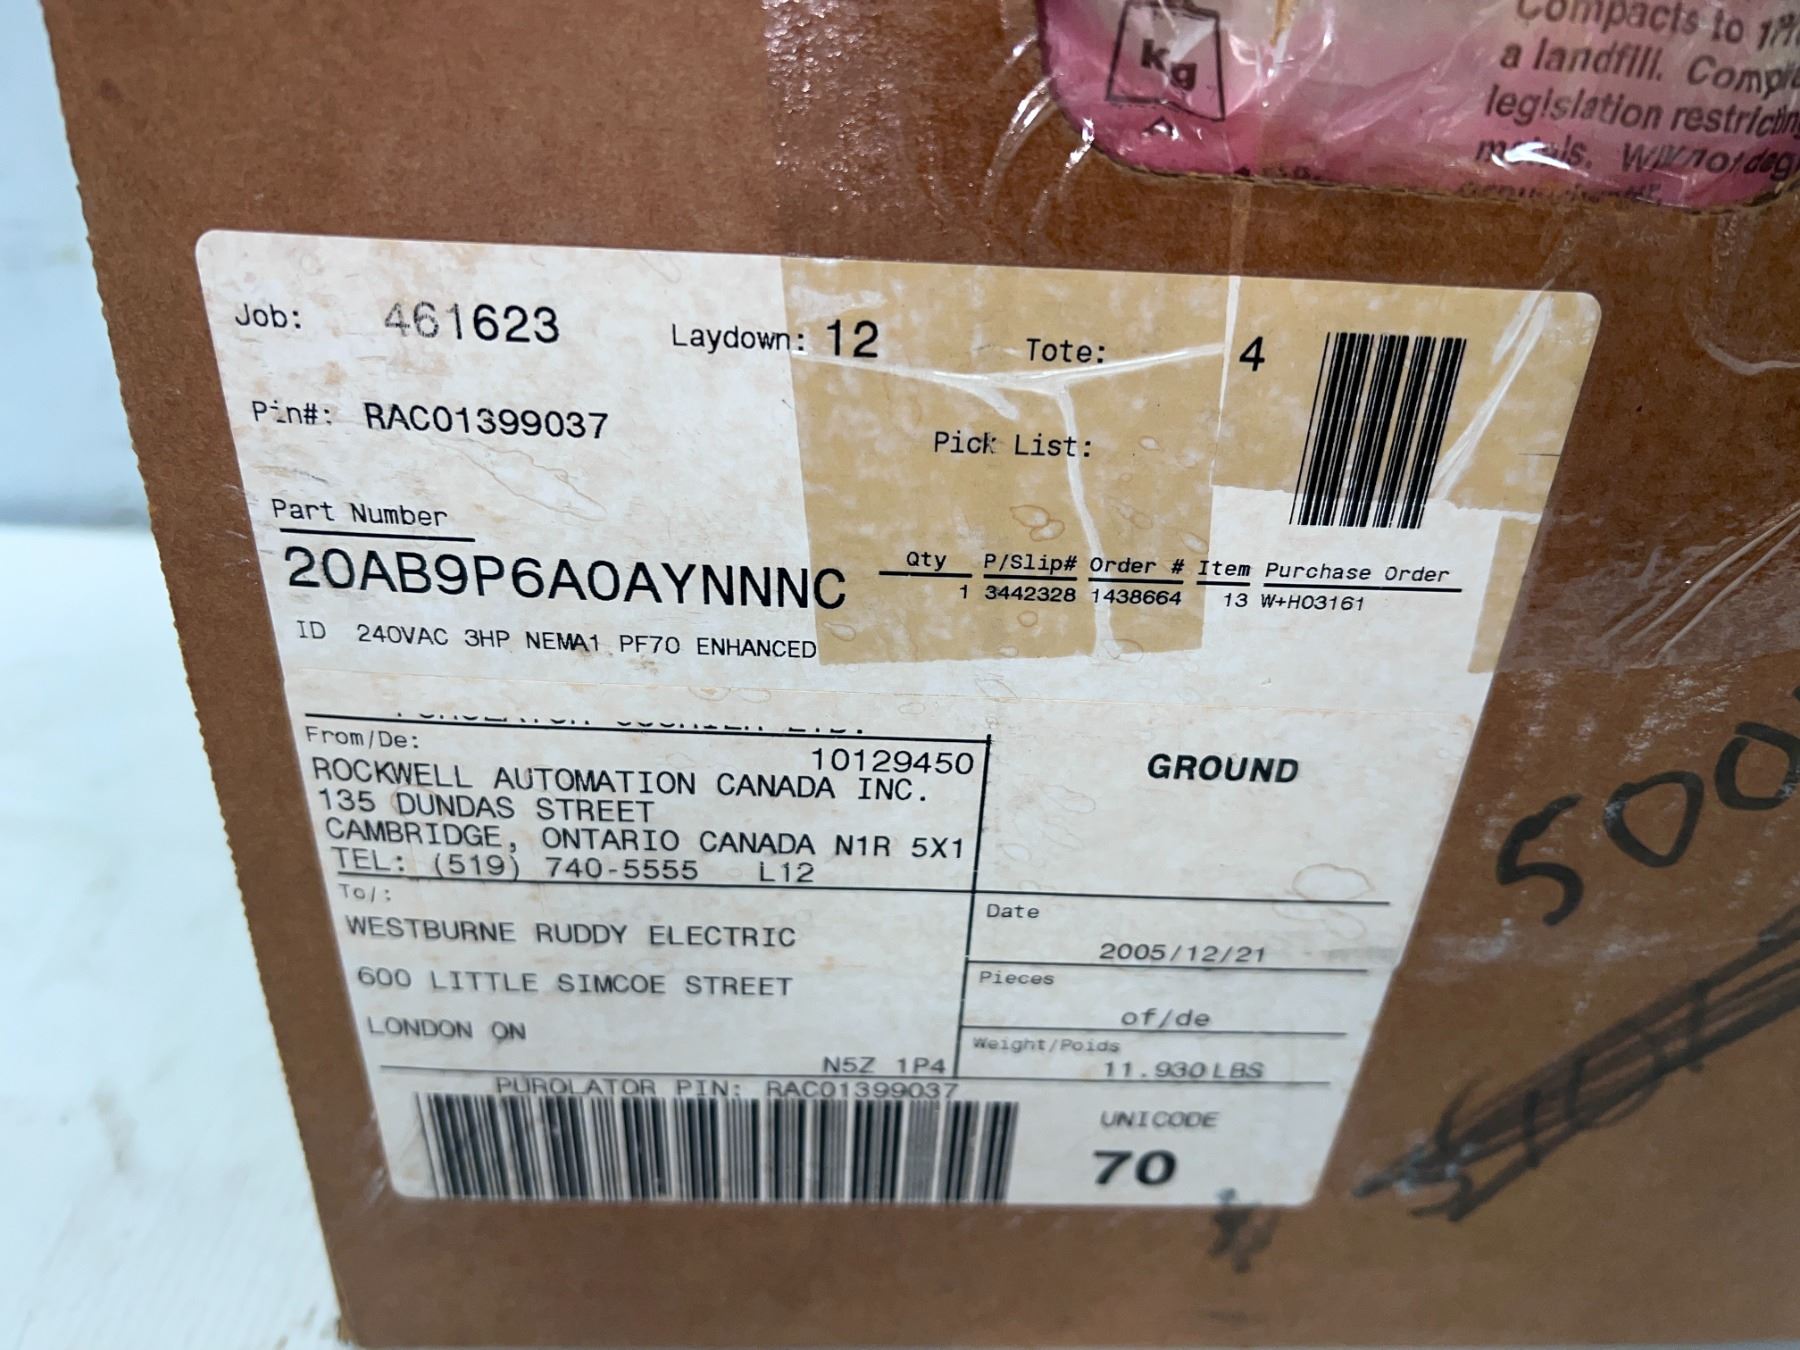 kg
Compacts to
a landfill.
legislation
Job: 461623 Laydown: 12 Tote: 4
Pin#: RAC01399037 Pick List:
Part Number
20AB9P6A0AYNNNC
Qty P/Slip# Order # Item Purchase Order
1 3442328 1438664 13 W+H03161
ID 240VAC 3HP NEMA1 PF70 ENHANCED
From/De: 10129450
ROCKWELL AUTOMATION CANADA INC.
135 DUNDAS STREET
CAMBRIDGE, ONTARIO CANADA N1R 5X1
TEL: (519) 740-5555 L12
GROUND
To/:
WESTBURNE RUDDY ELECTRIC
600 LITTLE SIMCOE STREET
LONDON ON
N5Z 1P4
Date
2005/12/21
Pieces
of/de
Weight/Poids
11.930 LBS
PUROLATOR PIN: RAC01399037
UNICODE
70
500